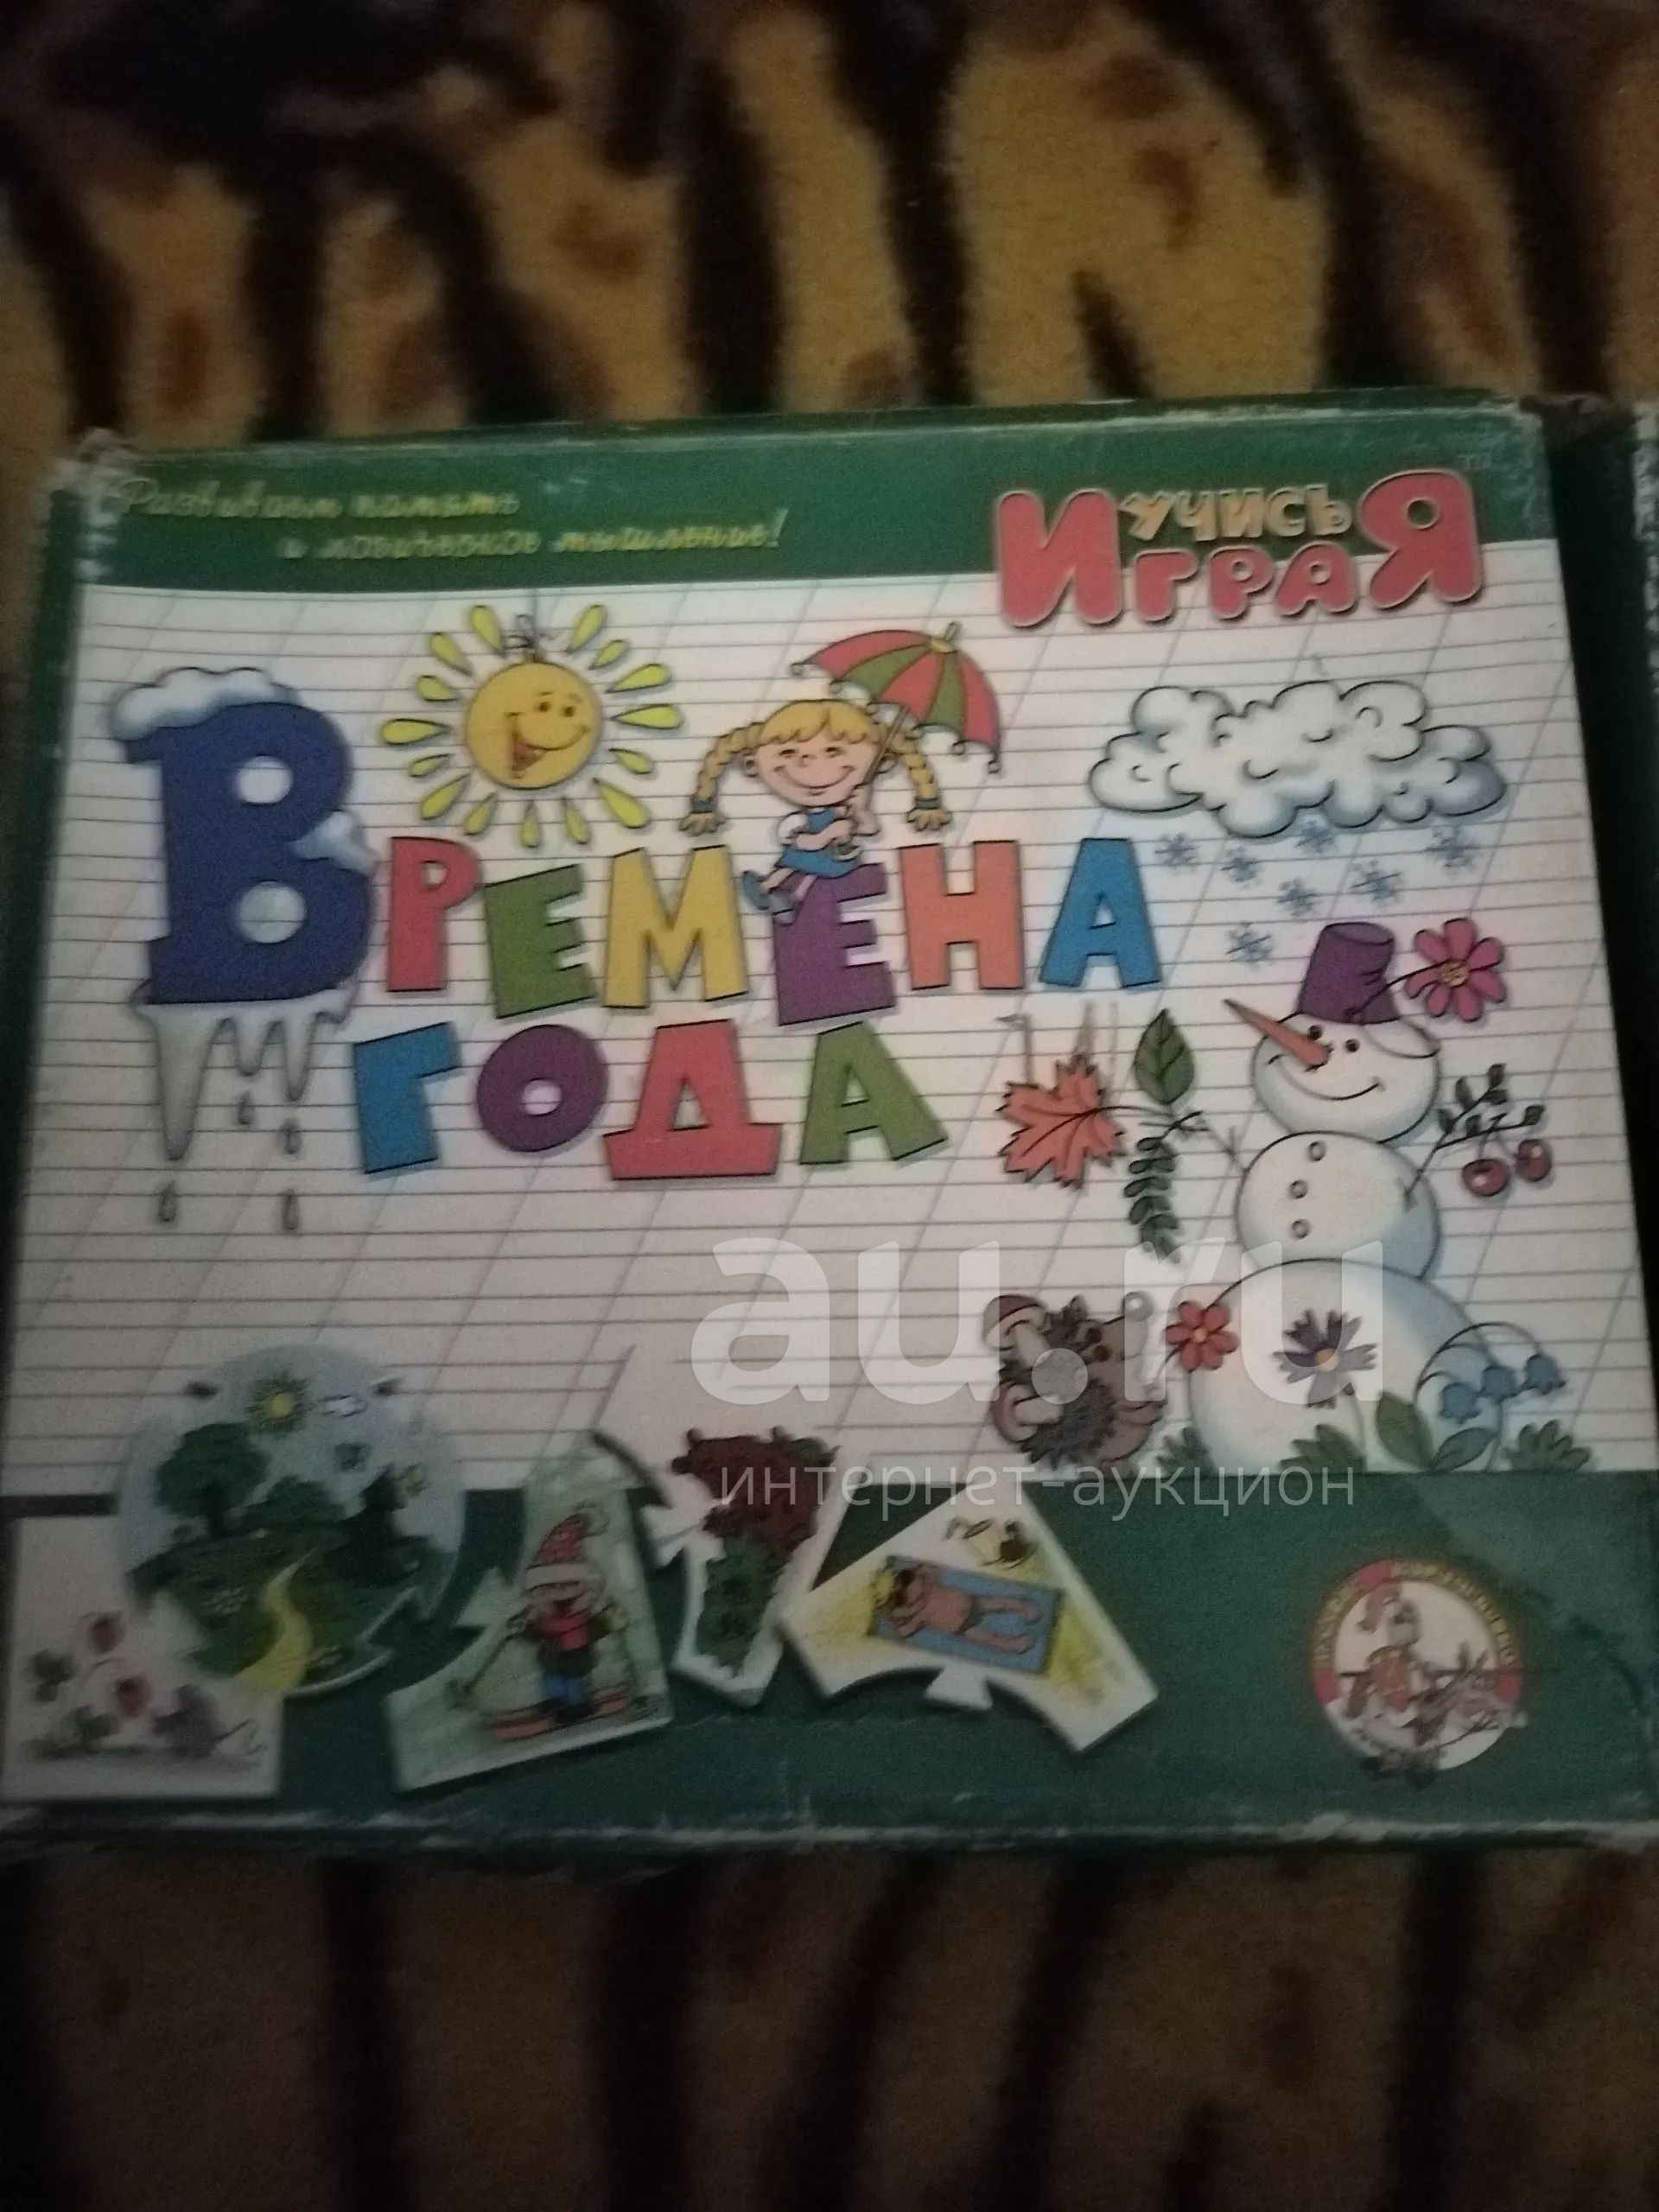 Развиваем память
и логическое мышление!
УЧИСЬ
ИГРАЯ
ВРЕМЕНА
ГОДА
au.ru
интернет-аукцион